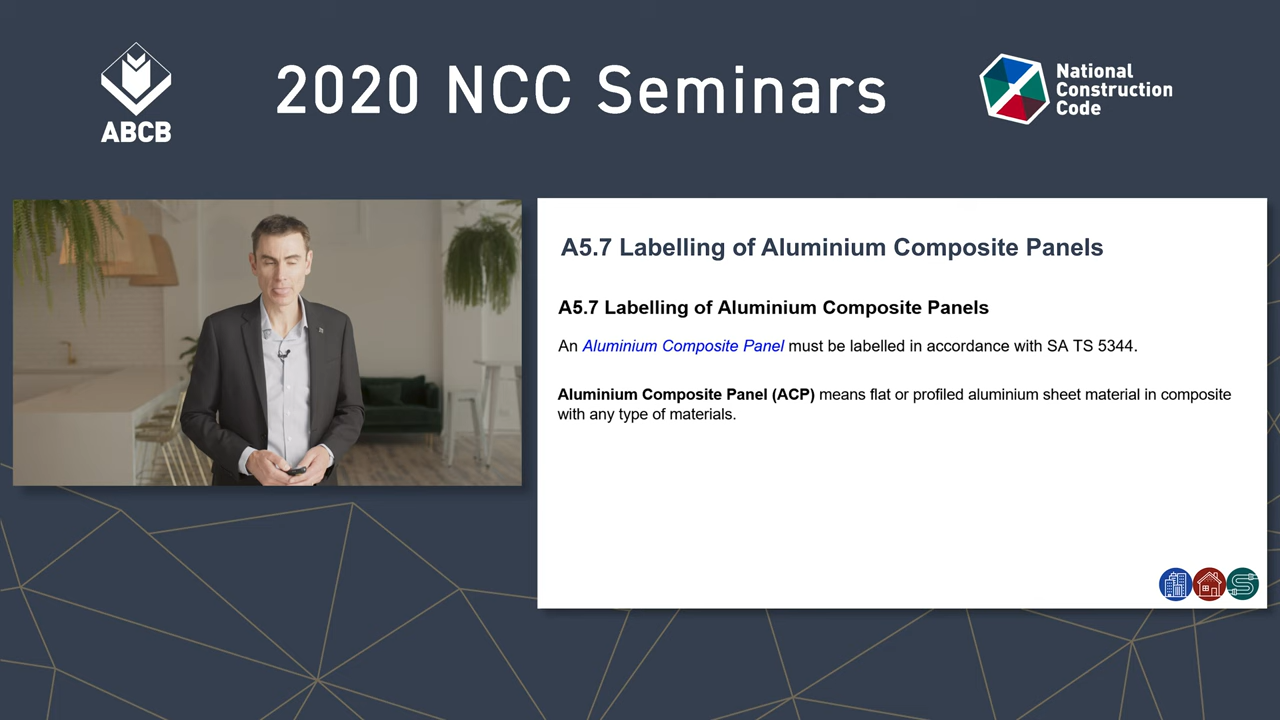 2020 NCC Seminars
ABCB
National
Construction
Code
A5.7 Labelling of Aluminium Composite Panels
A5.7 Labelling of Aluminium Composite Panels
An Aluminium Composite Panel must be labelled in accordance with SA TS 5344.
Aluminium Composite Panel (ACP) means flat or profiled aluminium sheet material in composite
with any type of materials.